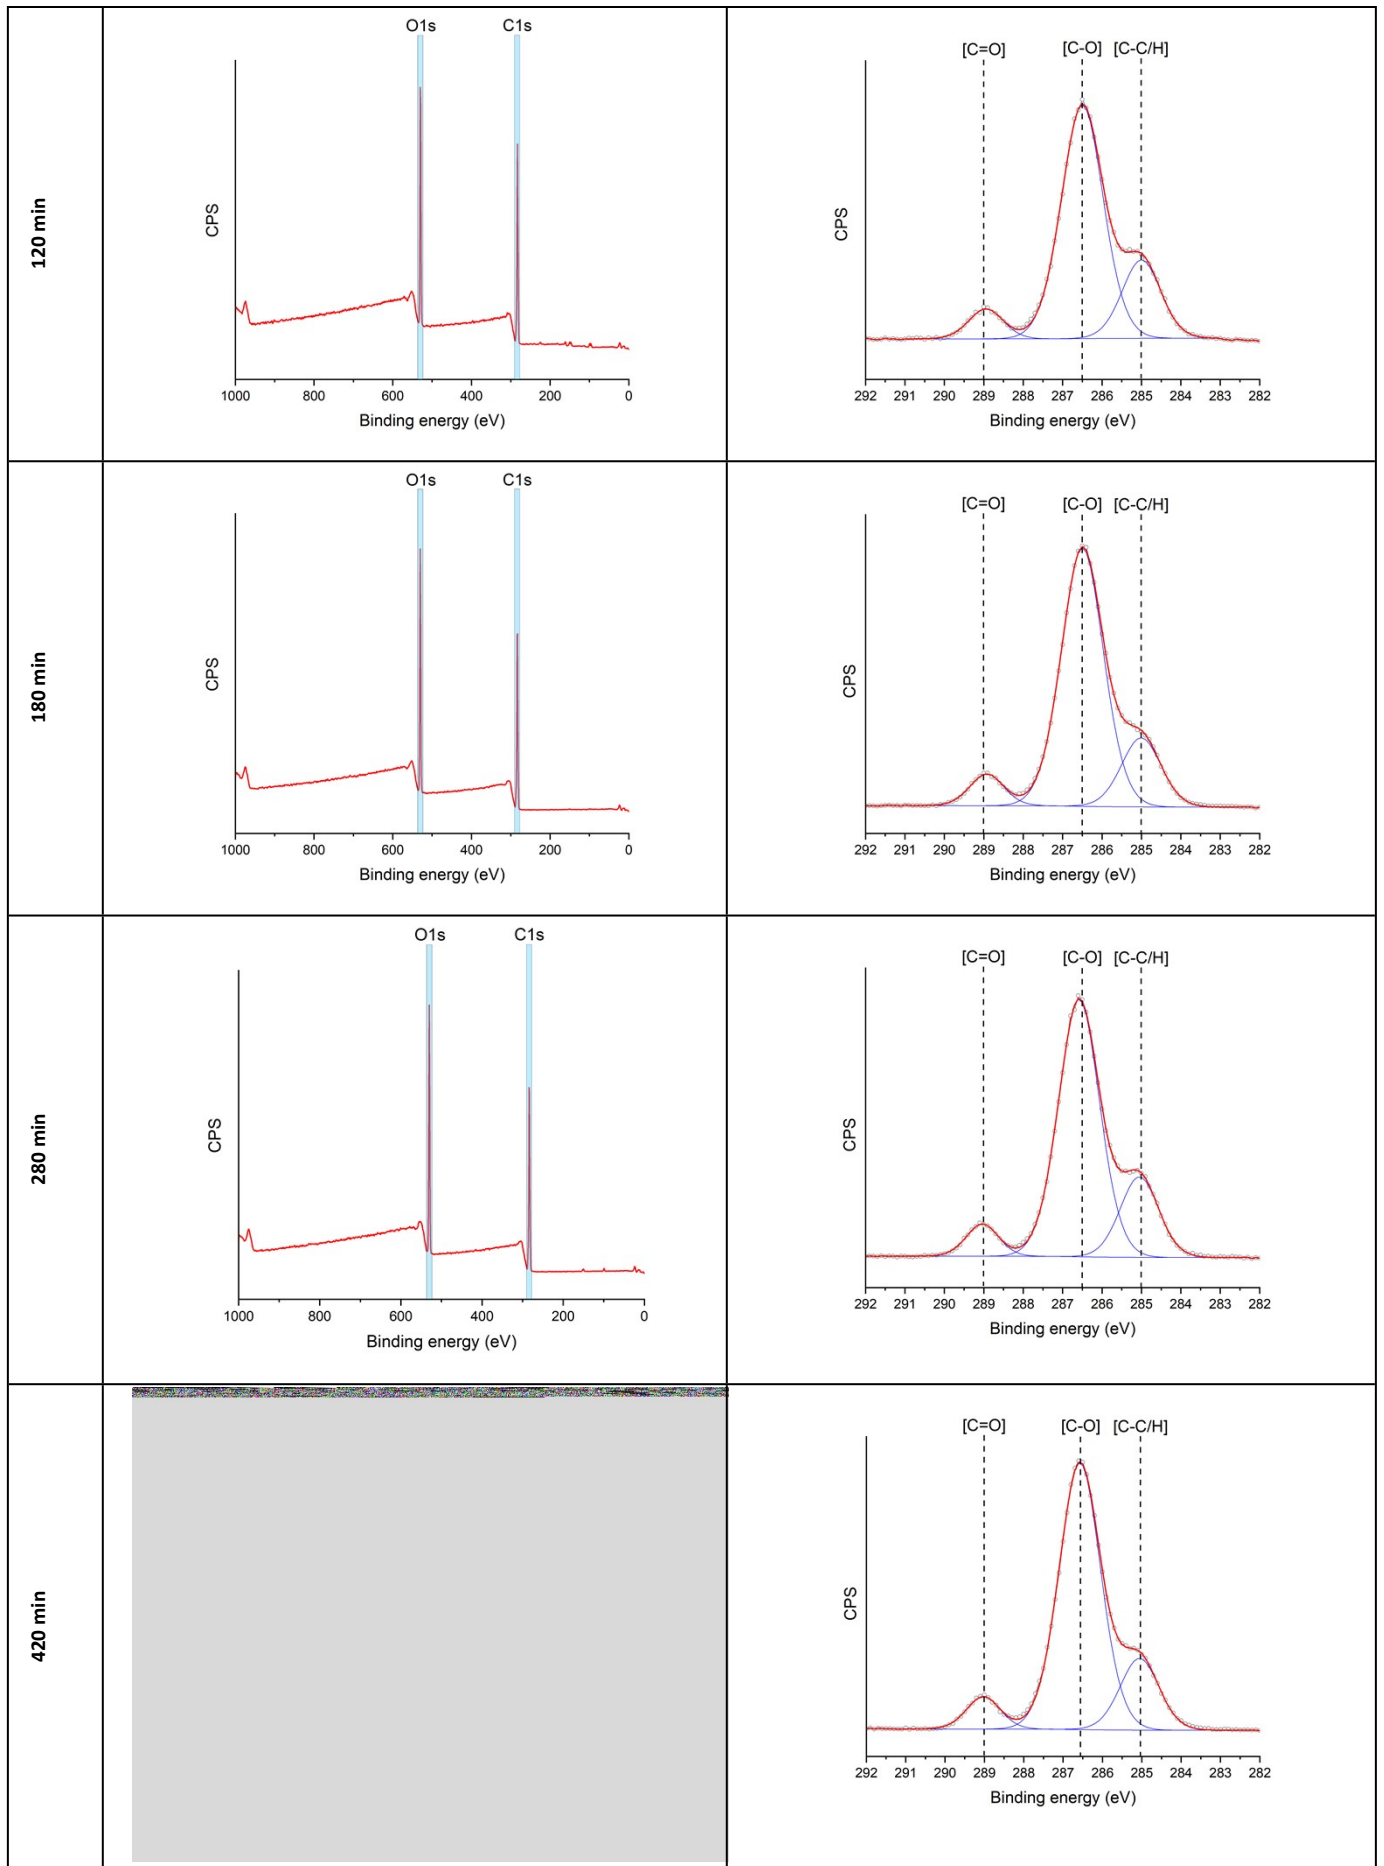 120 min
O1s C1s
CPS
1000 800 600 400 200 0
Binding energy (eV)
[C=O] [C-O] [C-C/H]
CPS
292 291 290 289 288 287 286 285 284 283 282
Binding energy (eV)
180 min
O1s C1s
CPS
1000 800 600 400 200 0
Binding energy (eV)
[C=O] [C-O] [C-C/H]
CPS
292 291 290 289 288 287 286 285 284 283 282
Binding energy (eV)
280 min
O1s C1s
CPS
1000 800 600 400 200 0
Binding energy (eV)
[C=O] [C-O] [C-C/H]
CPS
292 291 290 289 288 287 286 285 284 283 282
Binding energy (eV)
420 min
[C=O] [C-O] [C-C/H]
CPS
292 291 290 289 288 287 286 285 284 283 282
Binding energy (eV)